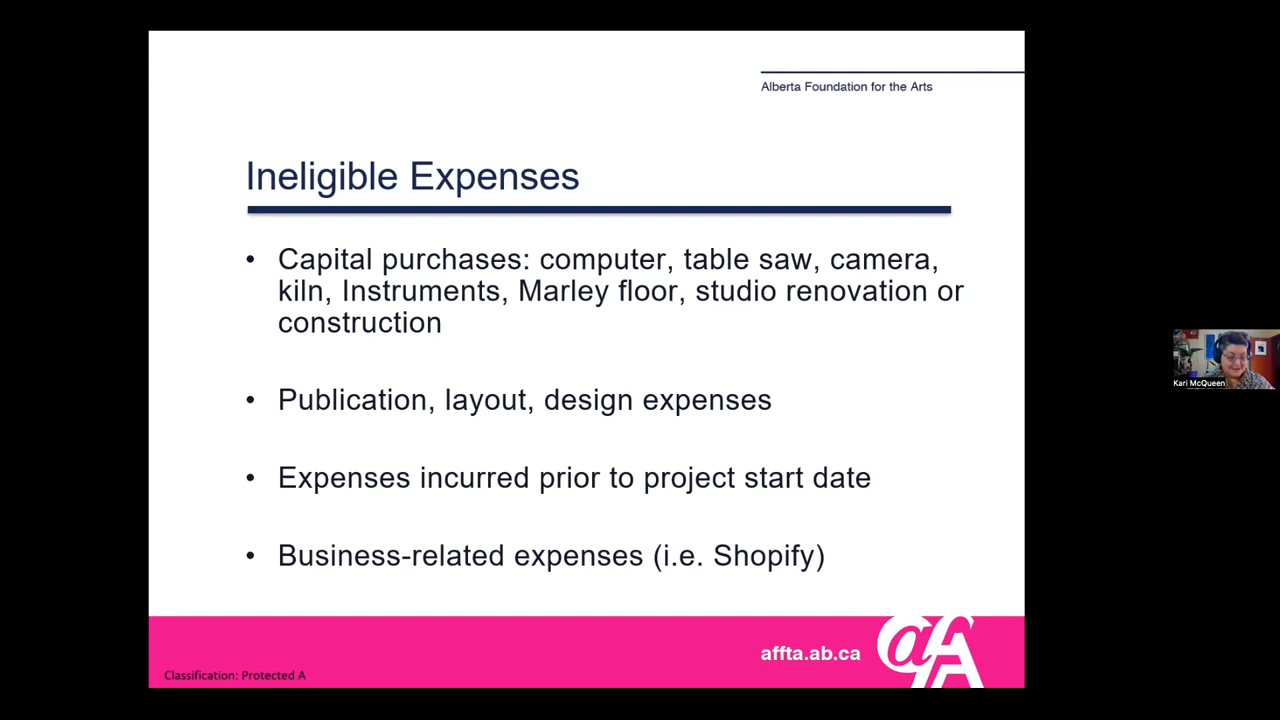 Alberta Foundation for the Arts
Ineligible Expenses
• Capital purchases: computer, table saw, camera,
kiln, Instruments, Marley floor, studio renovation or
construction
• Publication, layout, design expenses
• Expenses incurred prior to project start date
• Business-related expenses (i.e. Shopify)
Kari McQueen
affta.ab.ca
afA
Classification: Protected A